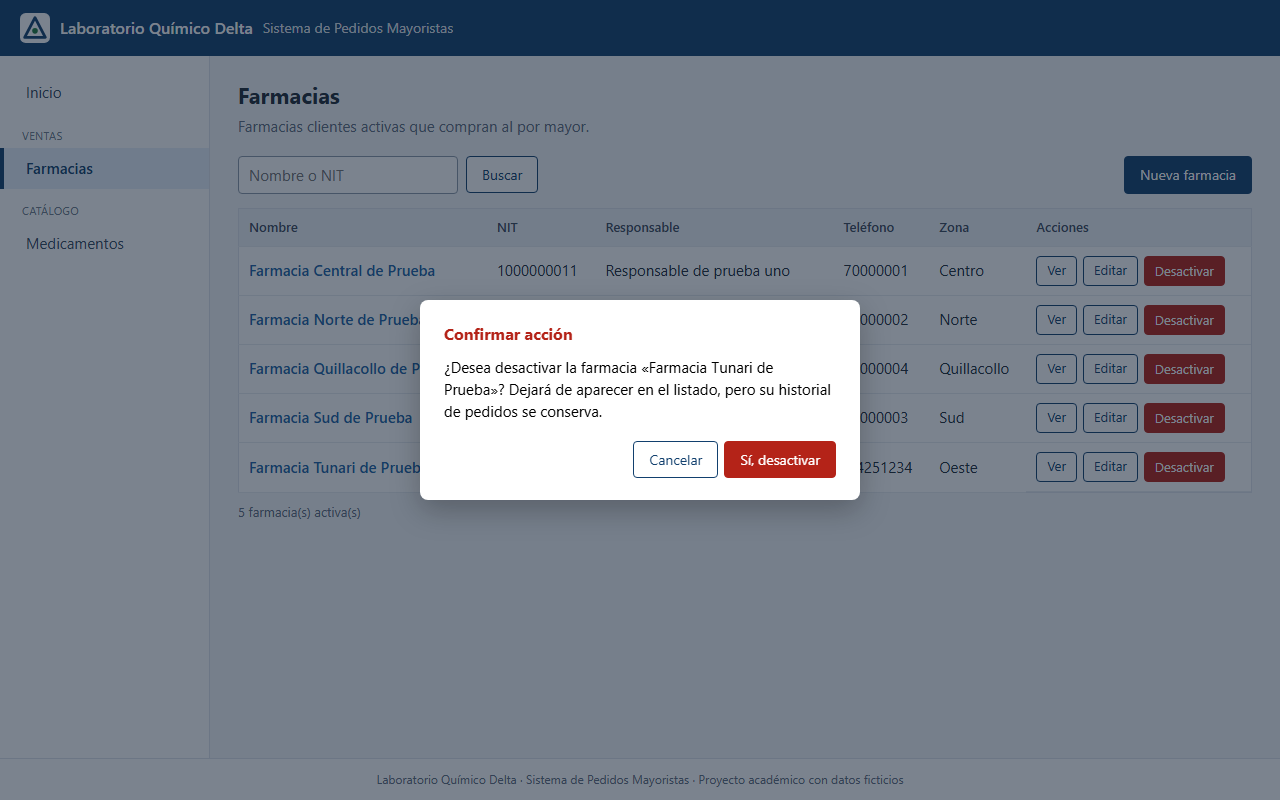 Laboratorio Químico Delta Sistema de Pedidos Mayoristas
Inicio
VENTAS
Farmacias
CATÁLOGO
Medicamentos
Farmacias
Farmacias clientes activas que compran al por mayor.
Nombre o NIT Buscar Nueva farmacia
Nombre NIT Responsable Teléfono Zona Acciones
Farmacia Central de Prueba 1000000011 Responsable de prueba uno 70000001 Centro Ver Editar Desactivar
Farmacia Norte de Norte Ver Editar Desactivar
Farmacia Quillacollo de Quillacollo Ver Editar Desactivar
Farmacia Sud de Prueba Sud Ver Editar Desactivar
Farmacia Tunari de Oeste Ver Editar Desactivar
5 farmacia(s) activa(s)
Confirmar acción
¿Desea desactivar la farmacia «Farmacia Tunari de
Prueba»? Dejará de aparecer en el listado, pero su historial
de pedidos se conserva.
Cancelar Sí, desactivar
Laboratorio Químico Delta · Sistema de Pedidos Mayoristas · Proyecto académico con datos ficticios